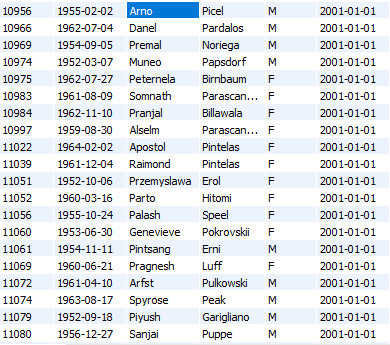 10956 1955-02-02 Arno Picel M 2001-01-01
10966 1962-07-04 Danel Pardalos M 2001-01-01
10969 1954-09-05 Premal Noriega M 2001-01-01
10974 1952-03-07 Muneo Papsdorf M 2001-01-01
10975 1962-07-27 Peternela Birnbaum F 2001-01-01
10983 1961-08-09 Somnath Parascan... F 2001-01-01
10984 1962-11-10 Pranjal Billawala F 2001-01-01
10997 1959-08-30 Alselm Parascan... F 2001-01-01
11022 1964-02-02 Apostol Pintelas F 2001-01-01
11039 1961-12-04 Raimond Pintelas F 2001-01-01
11051 1952-10-06 Przemyslawa Erol F 2001-01-01
11052 1960-03-16 Parto Hitomi F 2001-01-01
11056 1955-10-24 Palash Speel F 2001-01-01
11060 1953-06-30 Genevieve Pokrovskii F 2001-01-01
11061 1954-11-11 Pintsang Erni M 2001-01-01
11069 1960-06-21 Pragnesh Luff F 2001-01-01
11072 1961-04-10 Arfst Pulkowski M 2001-01-01
11074 1963-08-17 Spyrose Peak M 2001-01-01
11079 1952-09-18 Piyush Garigliano M 2001-01-01
11080 1956-12-27 Sanjai Puppe M 2001-01-01